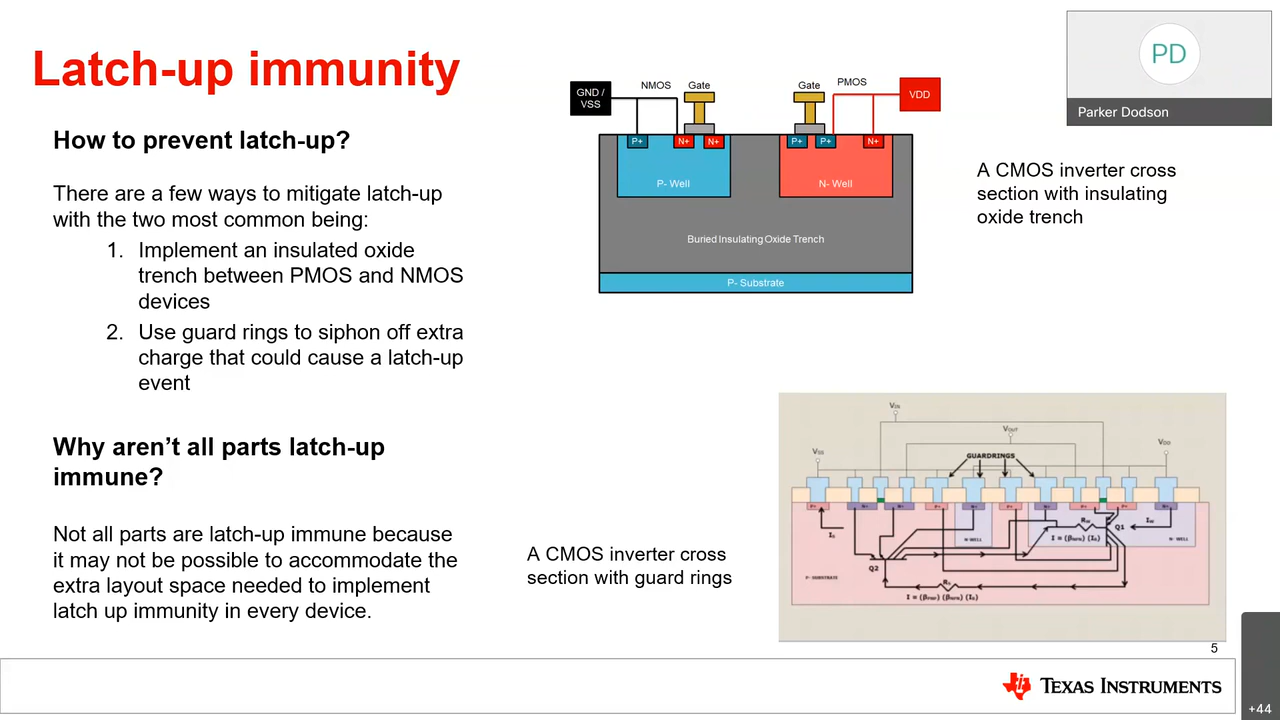 Latch-up immunity
How to prevent latch-up?
There are a few ways to mitigate latch-up
with the two most common being:
1. Implement an insulated oxide
trench between PMOS and NMOS
devices
2. Use guard rings to siphon off extra
charge that could cause a latch-up
event
Why aren't all parts latch-up
immune?
Not all parts are latch-up immune because
it may not be possible to accommodate the
extra layout space needed to implement
latch up immunity in every device.
GND /
VSS
NMOS
Gate
Gate
PMOS
VDD
P+
N+
N+
P+
P+
N+
P- Well
N- Well
Buried Insulating Oxide Trench
P- Substrate
A CMOS inverter cross
section with insulating
oxide trench
A CMOS inverter cross
section with guard rings
VIN
VOUT
VSS
VDD
GUARDRINGS
Q1
N-WELL
N- WELL
Q2
P- SUBSTRATE
PD
Parker Dodson
5
TEXAS INSTRUMENTS
+44